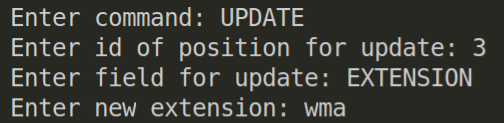 Enter command: UPDATE
Enter id of position for update: 3
Enter field for update: EXTENSION
Enter new extension: wma